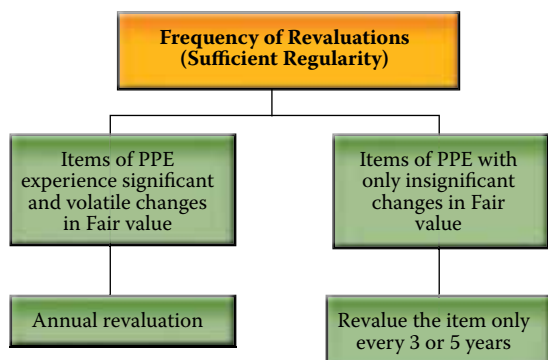 Frequency of Revaluations
(Sufficient Regularity)
Items of PPE
experience significant
and volatile changes
in Fair value
Items of PPE with
only insignificant
changes in Fair
value
Annual revaluation
Revalue the item only
every 3 or 5 years